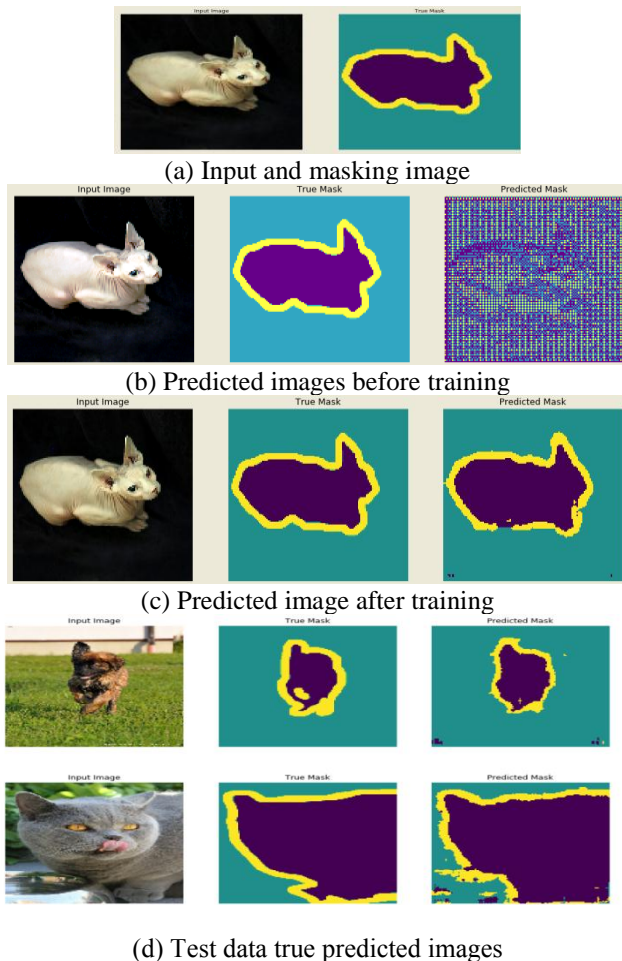 Input Image
True Mask
(a) Input and masking image
Input Image
True Mask
Predicted Mask
(b) Predicted images before training
Input Image
True Mask
Predicted Mask
(c) Predicted image after training
Input Image
True Mask
Predicted Mask
Input Image
True Mask
Predicted Mask
(d) Test data true predicted images